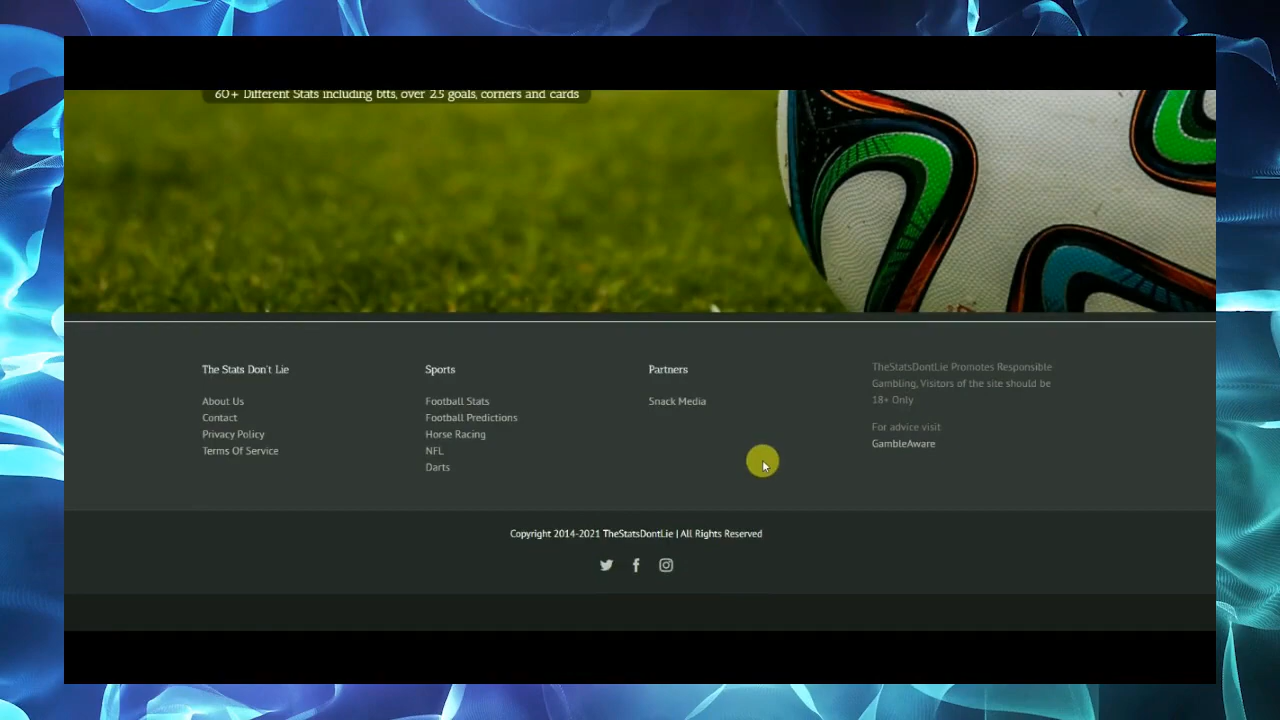 60+ Different Stats including btts, over 2.5 goals, corners and cards
The Stats Don't Lie
About Us
Contact
Privacy Policy
Terms Of Service
Sports
Football Stats
Football Predictions
Horse Racing
NFL
Darts
Partners
Snack Media
TheStatsDontLie Promotes Responsible
Gambling, Visitors of the site should be
18+ Only
For advice visit
GambleAware
Copyright 2014-2021 TheStatsDontLie | All Rights Reserved